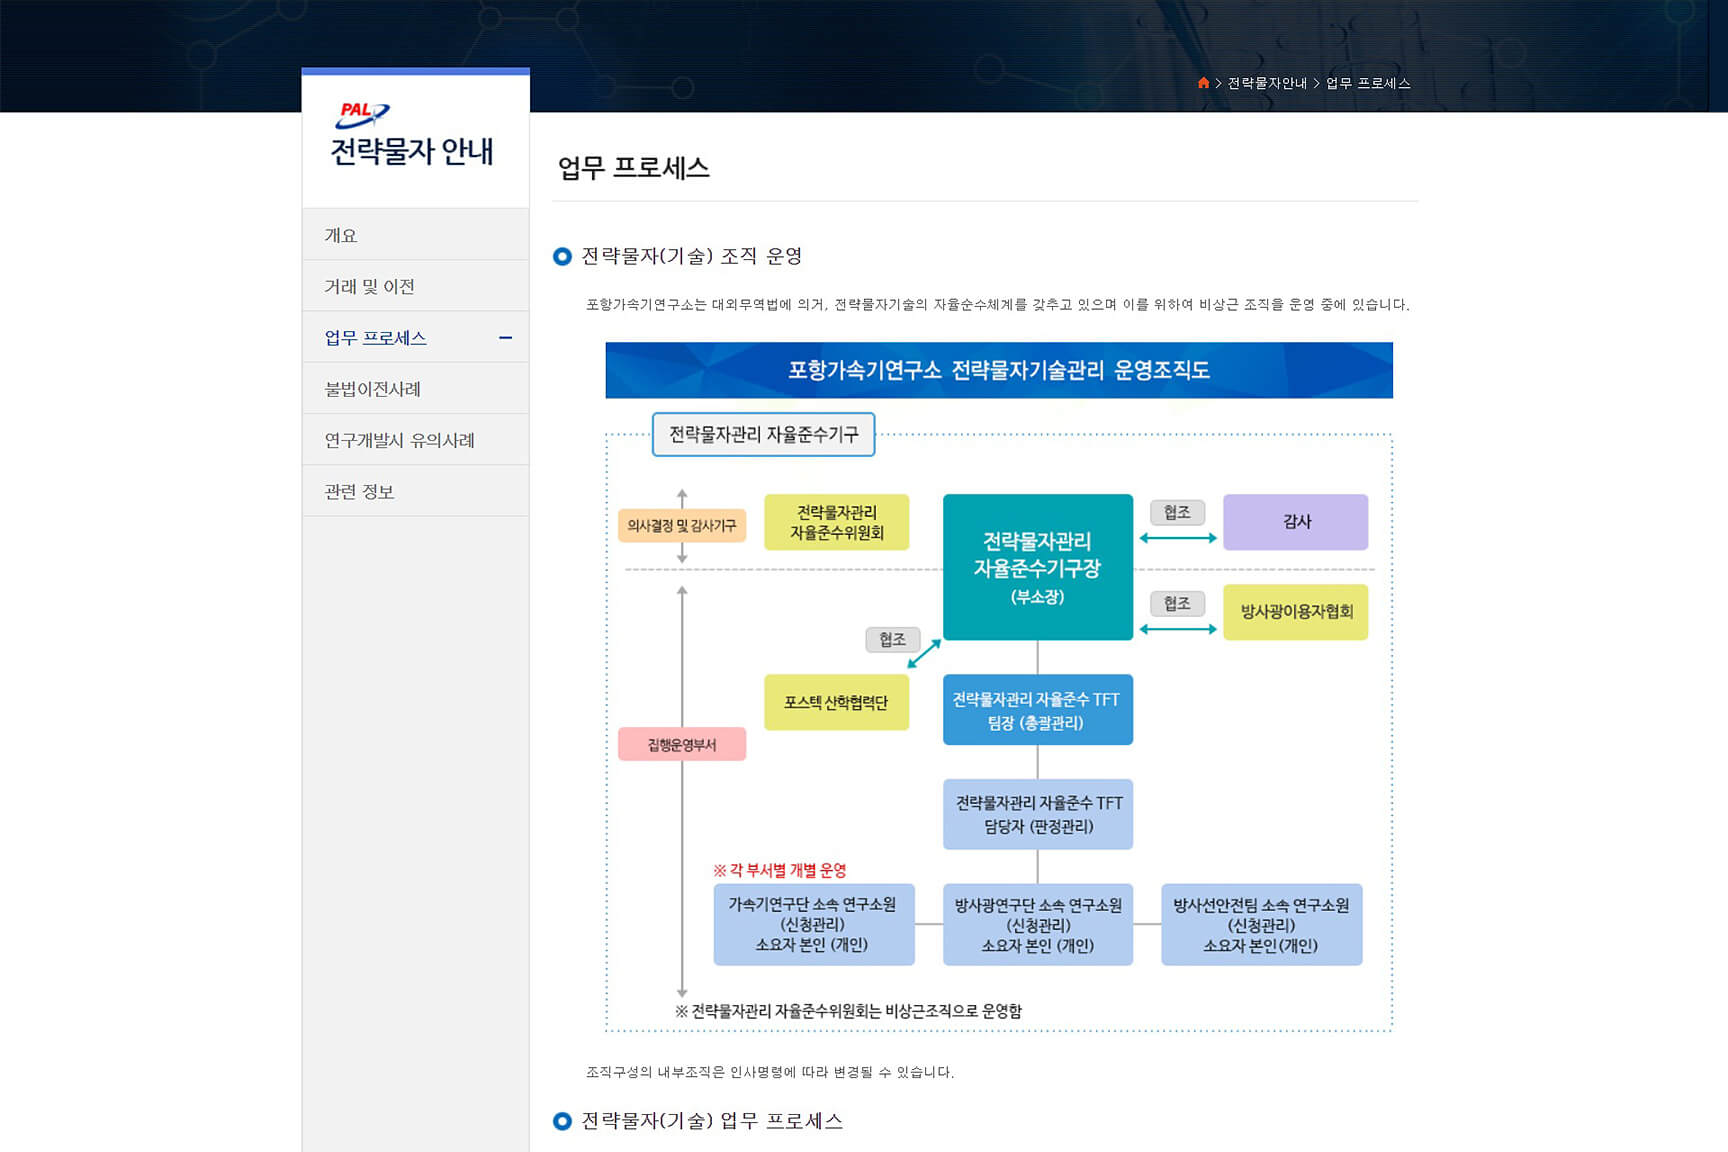 > 전략물자안내 > 업무 프로세스
PAL
전략물자 안내
개요
거래 및 이전
업무 프로세스
불법이전사례
연구개발시 유의사례
관련 정보
업무 프로세스
전략물자(기술) 조직 운영
포항가속기연구소는 대외무역법에 의거, 전략물자기술의 자율순수체계를 갖추고 있으며 이를 위하여 비상근 조직을 운영 중에 있습니다.
포항가속기연구소 전략물자기술관리 운영조직도
전략물자관리 자율준수기구
의사결정 및 감사기구
전략물자관리
자율준수위원회
전략물자관리
자율준수기구장
(부소장)
협조
감사
협조
방사광이용자협회
협조
포스텍 산학협력단
전략물자관리 자율준수 TFT
팀장 (총괄관리)
집행운영부서
전략물자관리 자율준수 TFT
담당자 (판정관리)
※ 각 부서별 개별 운영
가속기연구단 소속 연구소원
(신청관리)
소요자 본인 (개인)
방사광연구단 소속 연구소원
(신청관리)
소요자 본인 (개인)
방사선안전팀 소속 연구소원
(신청관리)
소요자 본인(개인)
※ 전략물자관리 자율준수위원회는 비상근조직으로 운영함
조직구성의 내부조직은 인사명령에 따라 변경될 수 있습니다.
전략물자(기술) 업무 프로세스